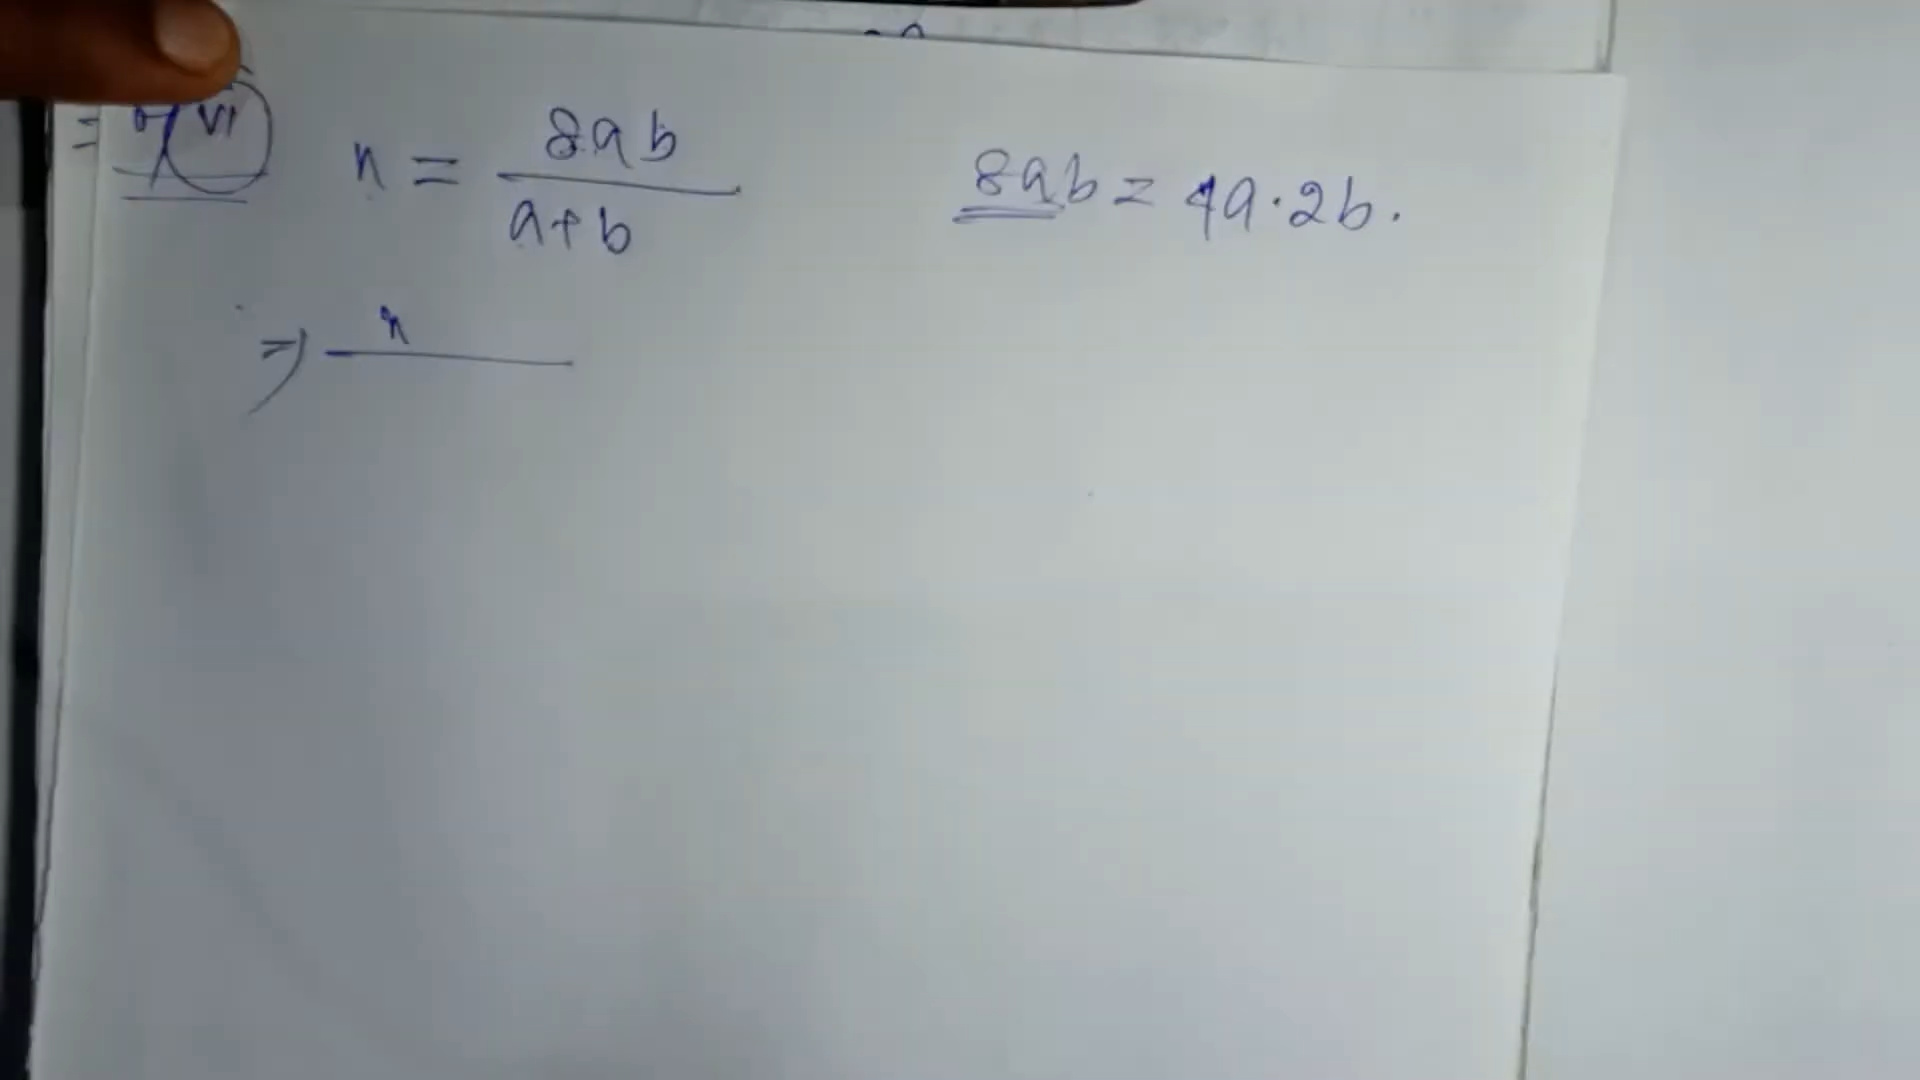 VI n = 8ab / a+b
8ab = 4a·2b.
⇒ n